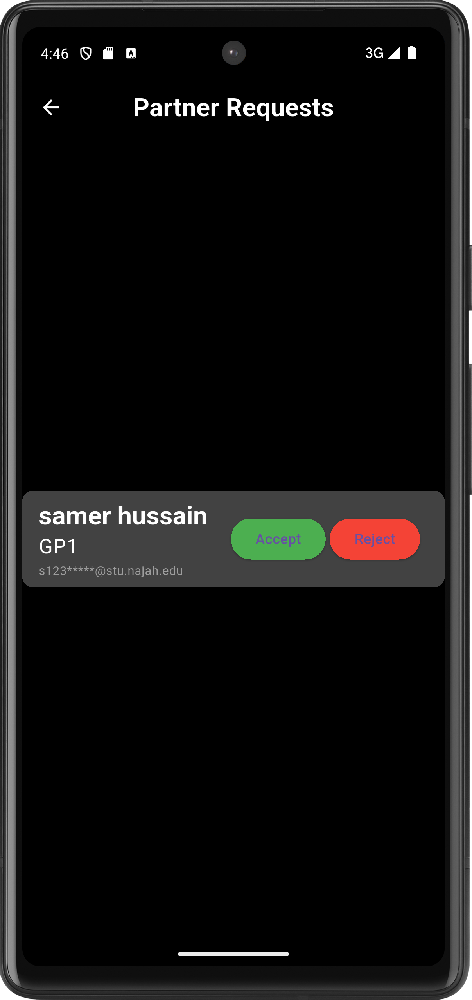 4:46 3G
Partner Requests
samer hussain
GP1
s123*****@stu.najah.edu
Accept Reject